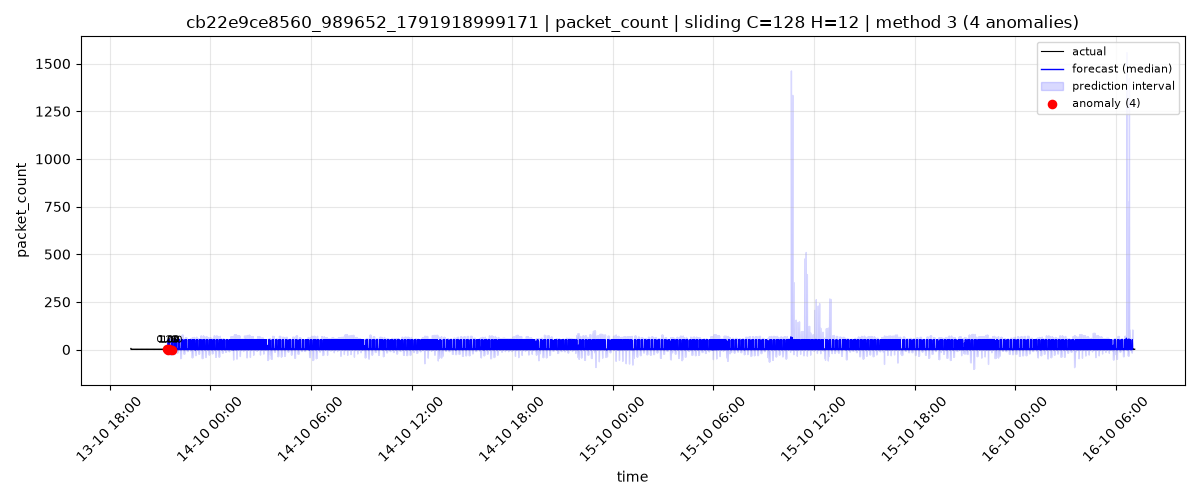 cb22e9ce8560_989652_1791918999171 | packet_count | sliding C=128 H=12 | method 3 (4 anomalies)
actual
forecast (median)
prediction interval
anomaly (4)
packet_count
1500
1250
1000
750
500
250
0
13-10 18:00
14-10 00:00
14-10 06:00
14-10 12:00
14-10 18:00
15-10 00:00
15-10 06:00
15-10 12:00
15-10 18:00
16-10 00:00
16-10 06:00
time